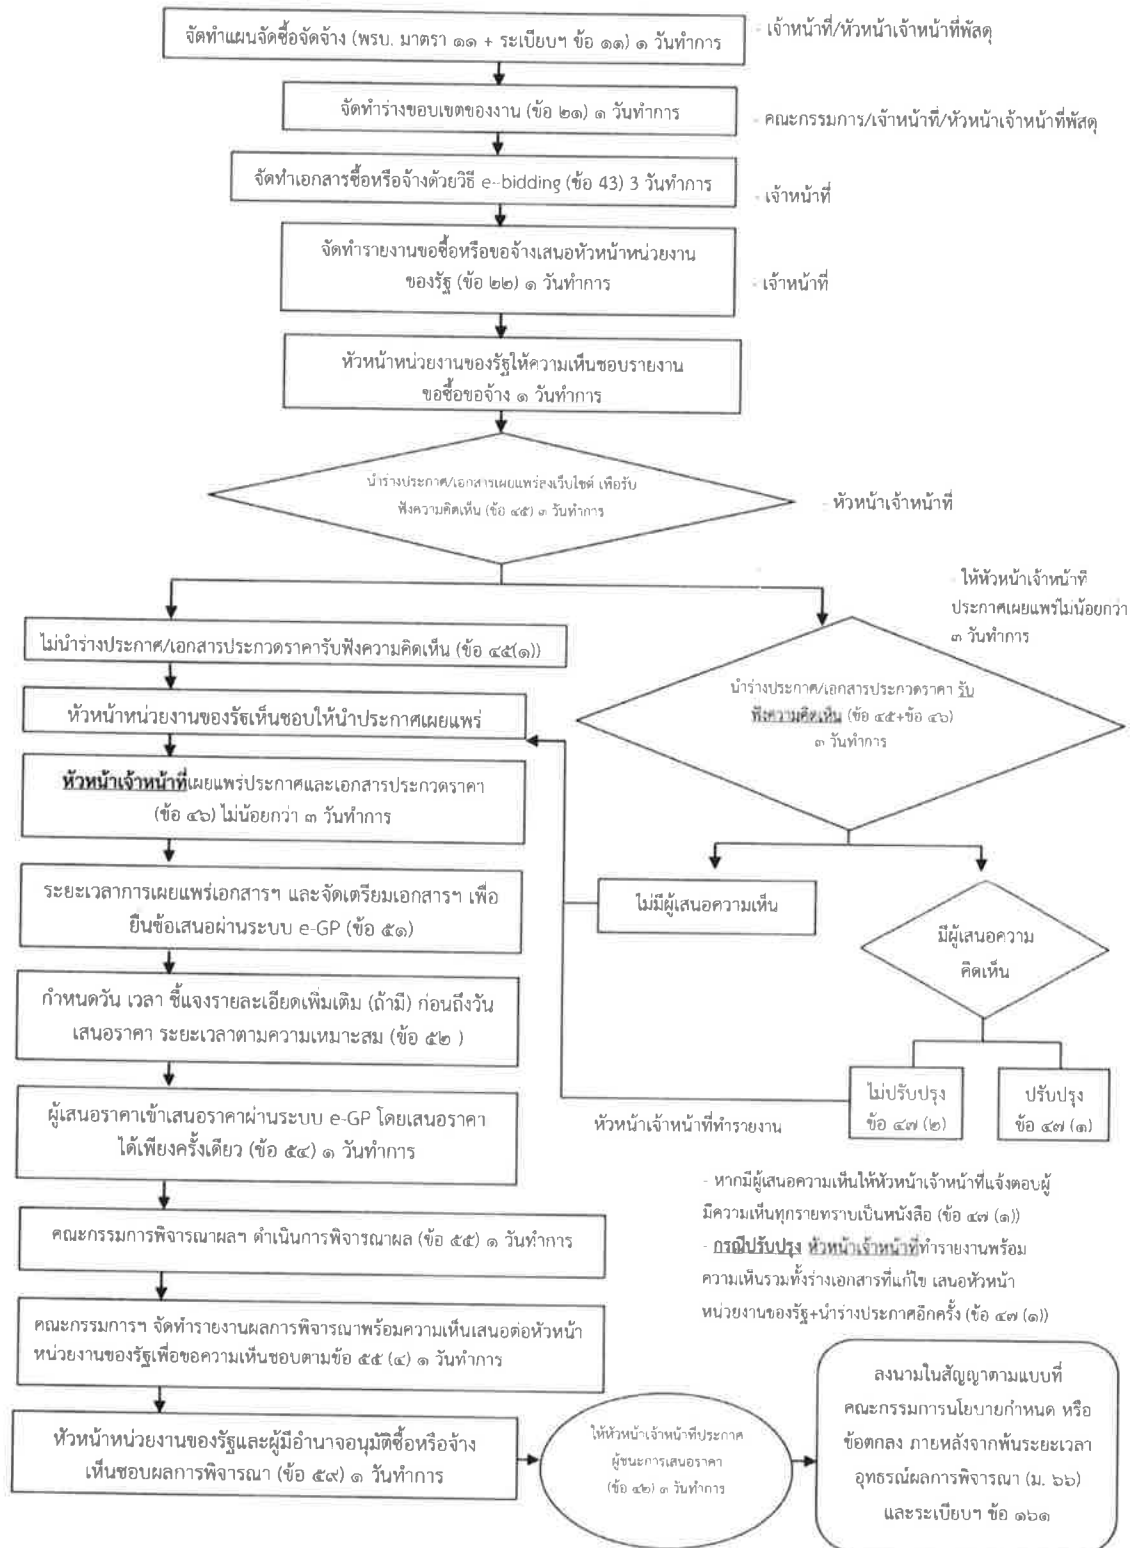 จัดทำแผนจัดซื้อจัดจ้าง (พรบ. มาตรา ๑๑ + ระเบียบฯ ข้อ ๑๑) ๑ วันทำการ
- เจ้าหน้าที่/หัวหน้าเจ้าหน้าที่พัสดุ
จัดทำร่างขอบเขตของงาน (ข้อ ๒๑) ๑ วันทำการ
- คณะกรรมการ/เจ้าหน้าที่/หัวหน้าเจ้าหน้าที่พัสดุ
จัดทำเอกสารซื้อหรือจ้างด้วยวิธี e-bidding (ข้อ 43) 3 วันทำการ
- เจ้าหน้าที่
จัดทำรายงานขอซื้อหรือขอจ้างเสนอหัวหน้าหน่วยงาน
ของรัฐ (ข้อ ๒๒) ๑ วันทำการ
- เจ้าหน้าที่
หัวหน้าหน่วยงานของรัฐให้ความเห็นชอบรายงาน
ขอซื้อขอจ้าง ๑ วันทำการ
นำร่างประกาศ/เอกสารเผยแพร่ลงเว็บไซต์ เพื่อรับ
ฟังความคิดเห็น (ข้อ ๔๕) ๓ วันทำการ
- หัวหน้าเจ้าหน้าที่
- ให้หัวหน้าเจ้าหน้าที่
ประกาศเผยแพร่ไม่น้อยกว่า
๓ วันทำการ
ไม่นำร่างประกาศ/เอกสารประกวดราคารับฟังความคิดเห็น (ข้อ ๔๕(๑))
นำร่างประกาศ/เอกสารประกวดราคา รับ
ฟังความคิดเห็น (ข้อ ๔๕+ข้อ ๔๖)
๓ วันทำการ
หัวหน้าหน่วยงานของรัฐเห็นชอบให้นำประกาศเผยแพร่
หัวหน้าเจ้าหน้าที่เผยแพร่ประกาศและเอกสารประกวดราคา
(ข้อ ๔๖) ไม่น้อยกว่า ๓ วันทำการ
ระยะเวลาการเผยแพร่เอกสารฯ และจัดเตรียมเอกสารฯ เพื่อ
ยื่นข้อเสนอผ่านระบบ e-GP (ข้อ ๕๑)
ไม่มีผู้เสนอความเห็น
มีผู้เสนอความ
คิดเห็น
กำหนดวัน เวลา ชี้แจงรายละเอียดเพิ่มเติม (ถ้ามี) ก่อนถึงวัน
เสนอราคา ระยะเวลาตามความเหมาะสม (ข้อ ๕๒ )
ไม่ปรับปรุง
ข้อ ๔๗ (๒)
ปรับปรุง
ข้อ ๔๗ (๑)
ผู้เสนอราคาเข้าเสนอราคาผ่านระบบ e-GP โดยเสนอราคา
ได้เพียงครั้งเดียว (ข้อ ๕๔) ๑ วันทำการ
หัวหน้าเจ้าหน้าที่ทำรายงาน
- หากมีผู้เสนอความเห็นให้หัวหน้าเจ้าหน้าที่แจ้งตอบผู้
มีความเห็นทุกรายทราบเป็นหนังสือ (ข้อ ๔๗ (๑))
- กรณีปรับปรุง หัวหน้าเจ้าหน้าที่ทำรายงานพร้อม
ความเห็นรวมทั้งร่างเอกสารที่แก้ไข เสนอหัวหน้า
หน่วยงานของรัฐ+นำร่างประกาศอีกครั้ง (ข้อ ๔๗ (๑))
คณะกรรมการพิจารณาผลฯ ดำเนินการพิจารณาผล (ข้อ ๕๕) ๑ วันทำการ
คณะกรรมการฯ จัดทำรายงานผลการพิจารณาพร้อมความเห็นเสนอต่อหัวหน้า
หน่วยงานของรัฐเพื่อขอความเห็นชอบตามข้อ ๕๕ (๔) ๑ วันทำการ
หัวหน้าหน่วยงานของรัฐและผู้มีอำนาจอนุมัติซื้อหรือจ้าง
เห็นชอบผลการพิจารณา (ข้อ ๕๙) ๑ วันทำการ
ให้หัวหน้าเจ้าหน้าที่ประกาศ
ผู้ชนะการเสนอราคา
(ข้อ ๔๒) ๓ วันทำการ
ลงนามในสัญญาตามแบบที่
คณะกรรมการนโยบายกำหนด หรือ
ข้อตกลง ภายหลังจากพ้นระยะเวลา
อุทธรณ์ผลการพิจารณา (ม. ๖๖)
และระเบียบฯ ข้อ ๑๖๑